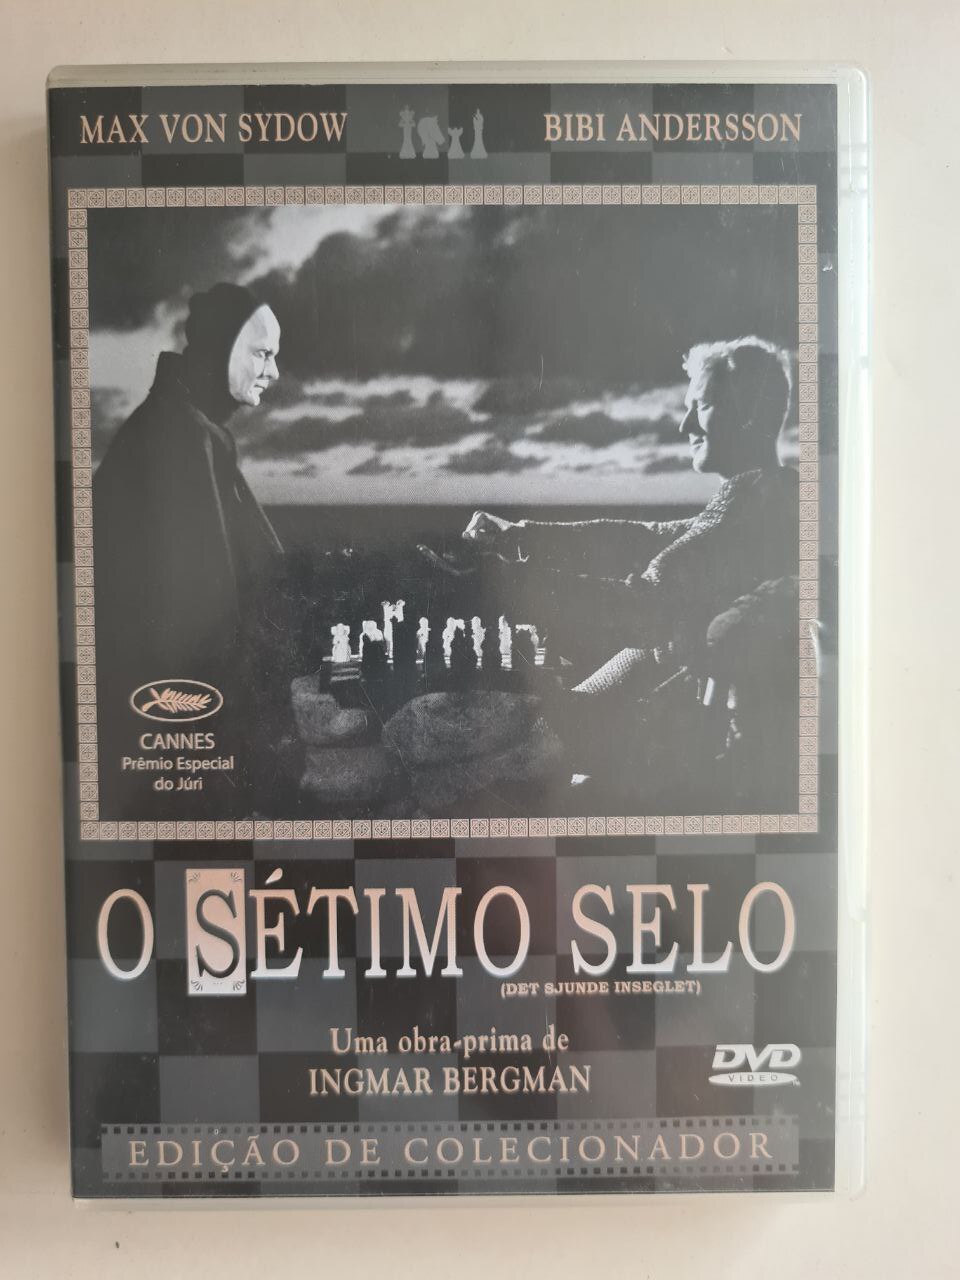 MAX VON SYDOW
BIBI ANDERSSON
CANNES
Prêmio Especial
do Júri
O SÉTIMO SELO
(DET SJUNDE INSEGLET)
Uma obra-prima de
INGMAR BERGMAN
DVD
VIDEO
EDIÇÃO DE COLECIONADOR